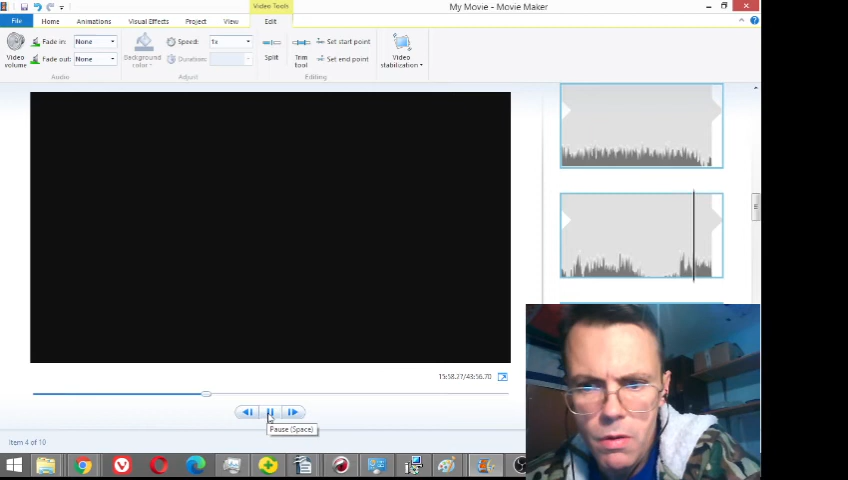 Video Tools
My Movie - Movie Maker
File Home Animations Visual Effects Project View Edit
Fade in: None
Fade out: None
Video volume
Audio
Background color
Speed: 1x
Duration:
Adjust
Split
Trim tool
Set start point
Set end point
Editing
Video stabilization
15:58.27/43:56.70
Pause (Space)
Item 4 of 10